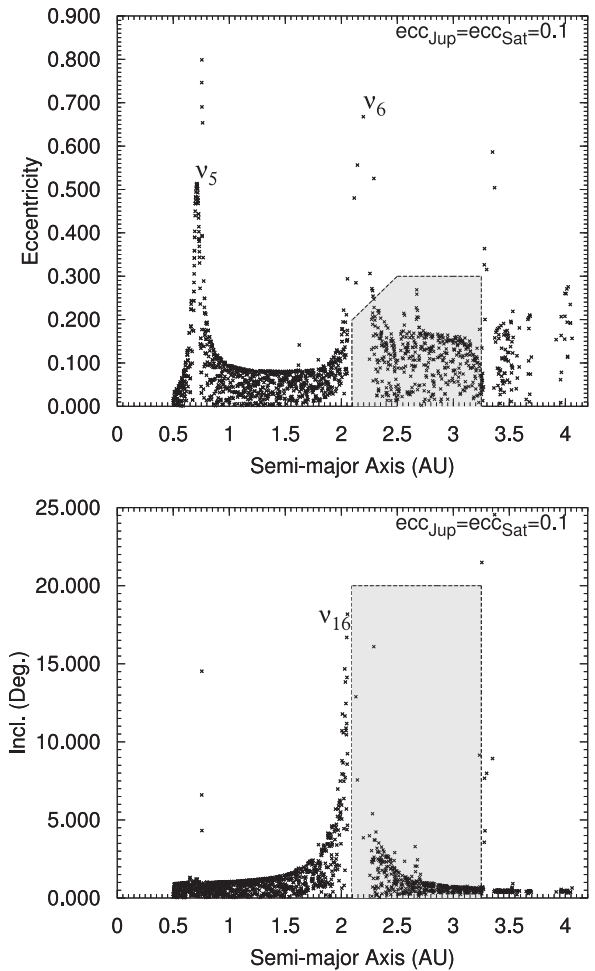 0.900
ecc_Jup=ecc_Sat=0.1
0.800
0.700
ν6
0.600
ν5
0.500
Eccentricity
0.400
0.300
0.200
0.100
0.000
0 0.5 1 1.5 2 2.5 3 3.5 4
Semi-major Axis (AU)
25.000
ecc_Jup=ecc_Sat=0.1
20.000
ν16
15.000
Incl. (Deg.)
10.000
5.000
0.000
0 0.5 1 1.5 2 2.5 3 3.5 4
Semi-major Axis (AU)